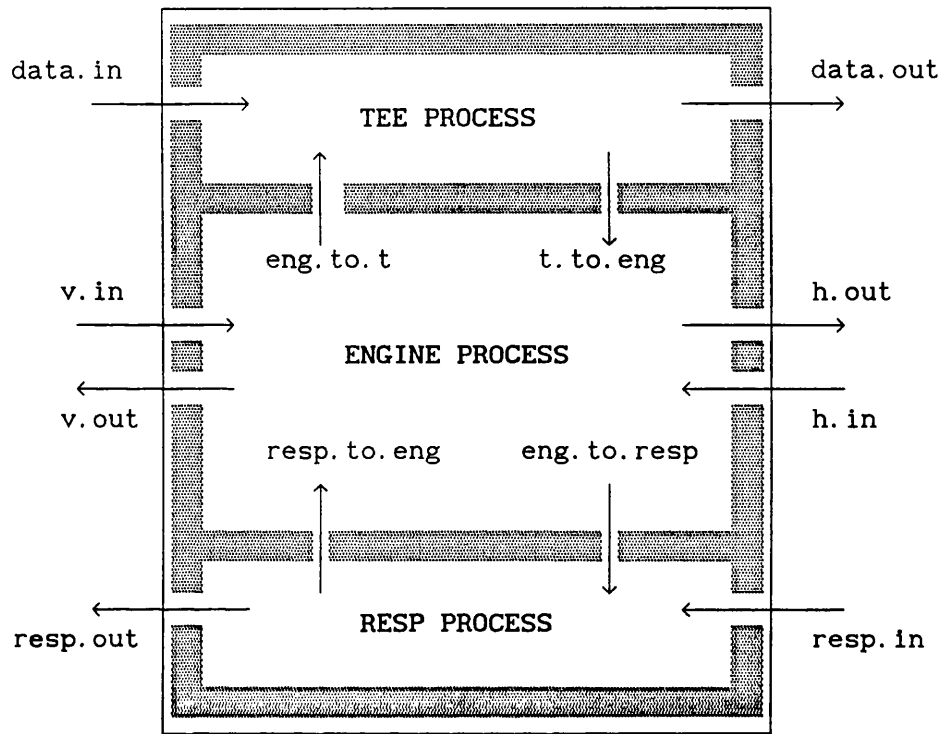 data.in data.out
TEE PROCESS
eng.to.t t.to.eng
v.in h.out
ENGINE PROCESS
v.out h.in
resp.to.eng eng.to.resp
RESP PROCESS
resp.out resp.in